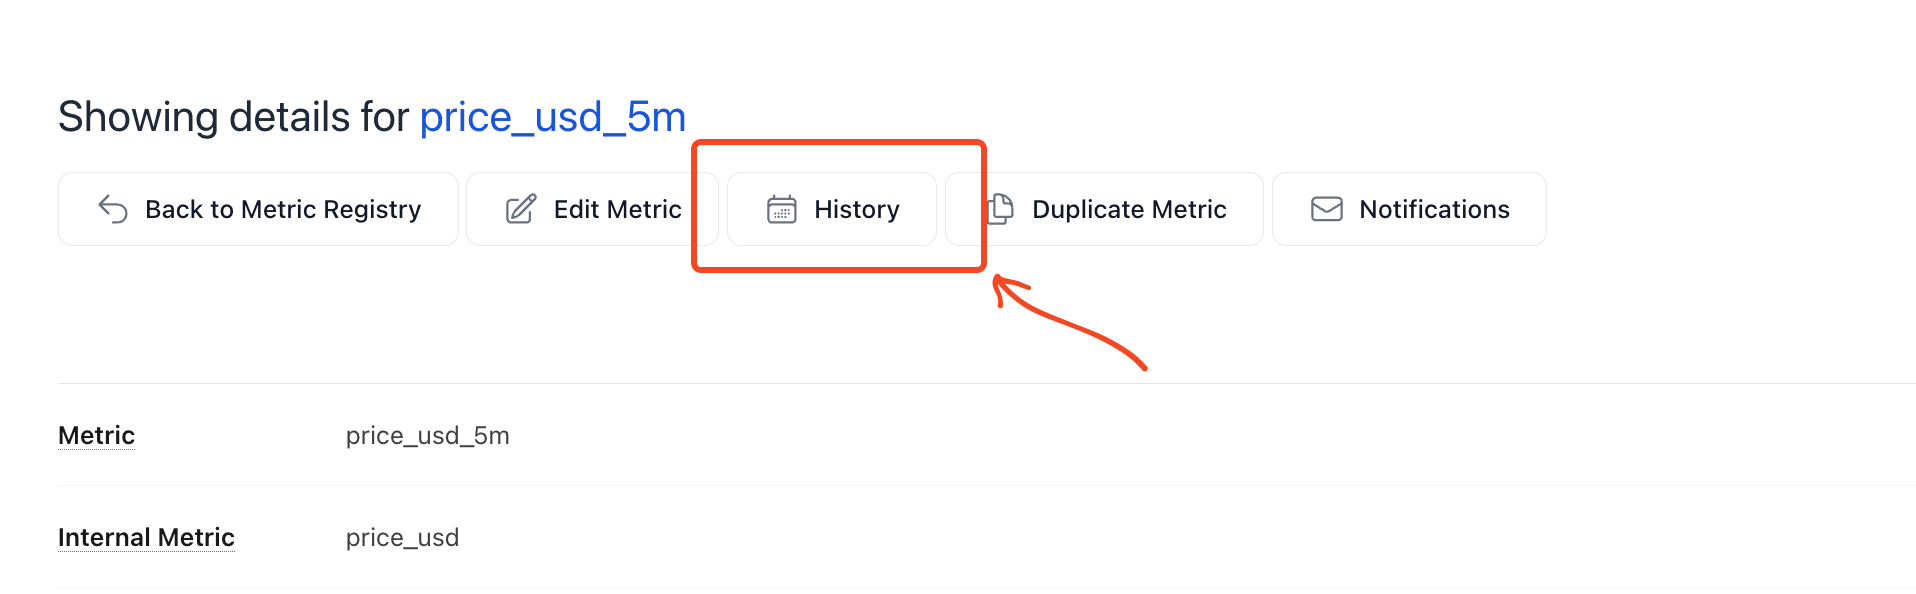 Showing details for price_usd_5m
Back to Metric Registry Edit Metric History Duplicate Metric Notifications
Metric price_usd_5m
Internal Metric price_usd